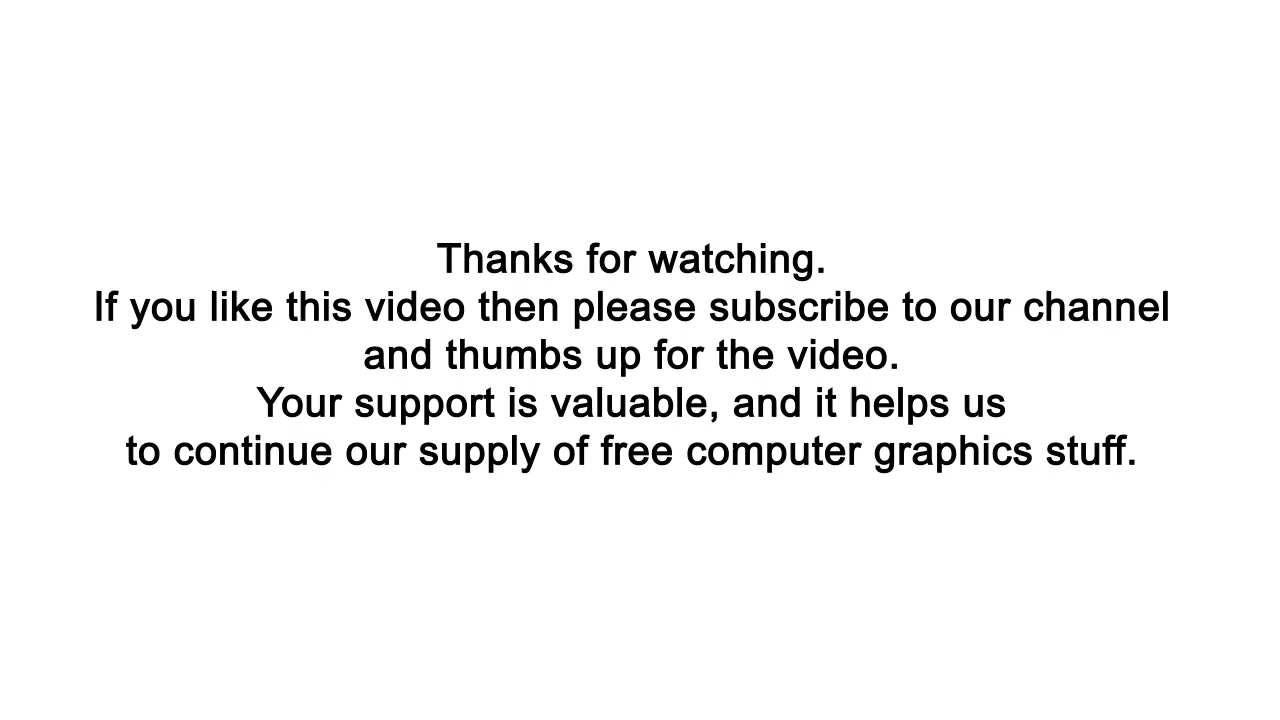 Thanks for watching.
If you like this video then please subscribe to our channel
and thumbs up for the video.
Your support is valuable, and it helps us
to continue our supply of free computer graphics stuff.